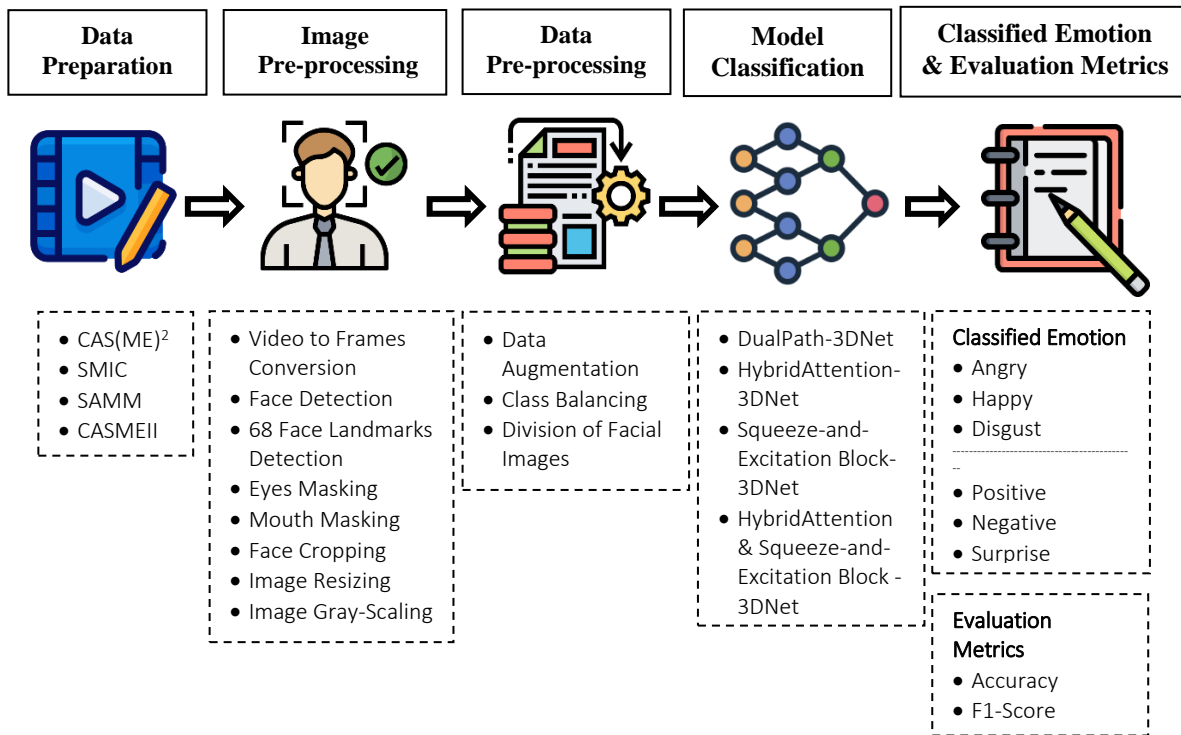 Data
Preparation
Image
Pre-processing
Data
Pre-processing
Model
Classification
Classified Emotion
& Evaluation Metrics
• CAS(ME)²
• SMIC
• SAMM
• CASMEII
• Video to Frames
Conversion
• Face Detection
• 68 Face Landmarks
Detection
• Eyes Masking
• Mouth Masking
• Face Cropping
• Image Resizing
• Image Gray-Scaling
• Data
Augmentation
• Class Balancing
• Division of Facial
Images
• DualPath-3DNet
• HybridAttention-
3DNet
• Squeeze-and-
Excitation Block-
3DNet
• HybridAttention
& Squeeze-and-
Excitation Block -
3DNet
Classified Emotion
• Angry
• Happy
• Disgust
• Positive
• Negative
• Surprise
Evaluation
Metrics
• Accuracy
• F1-Score